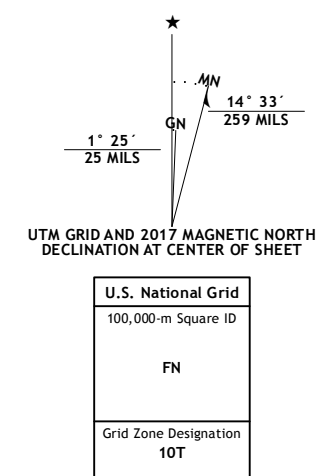 ★
MN
14° 33´
259 MILS
GN
1° 25´
25 MILS
UTM GRID AND 2017 MAGNETIC NORTH
DECLINATION AT CENTER OF SHEET
U.S. National Grid
100,000-m Square ID
FN
Grid Zone Designation
10T